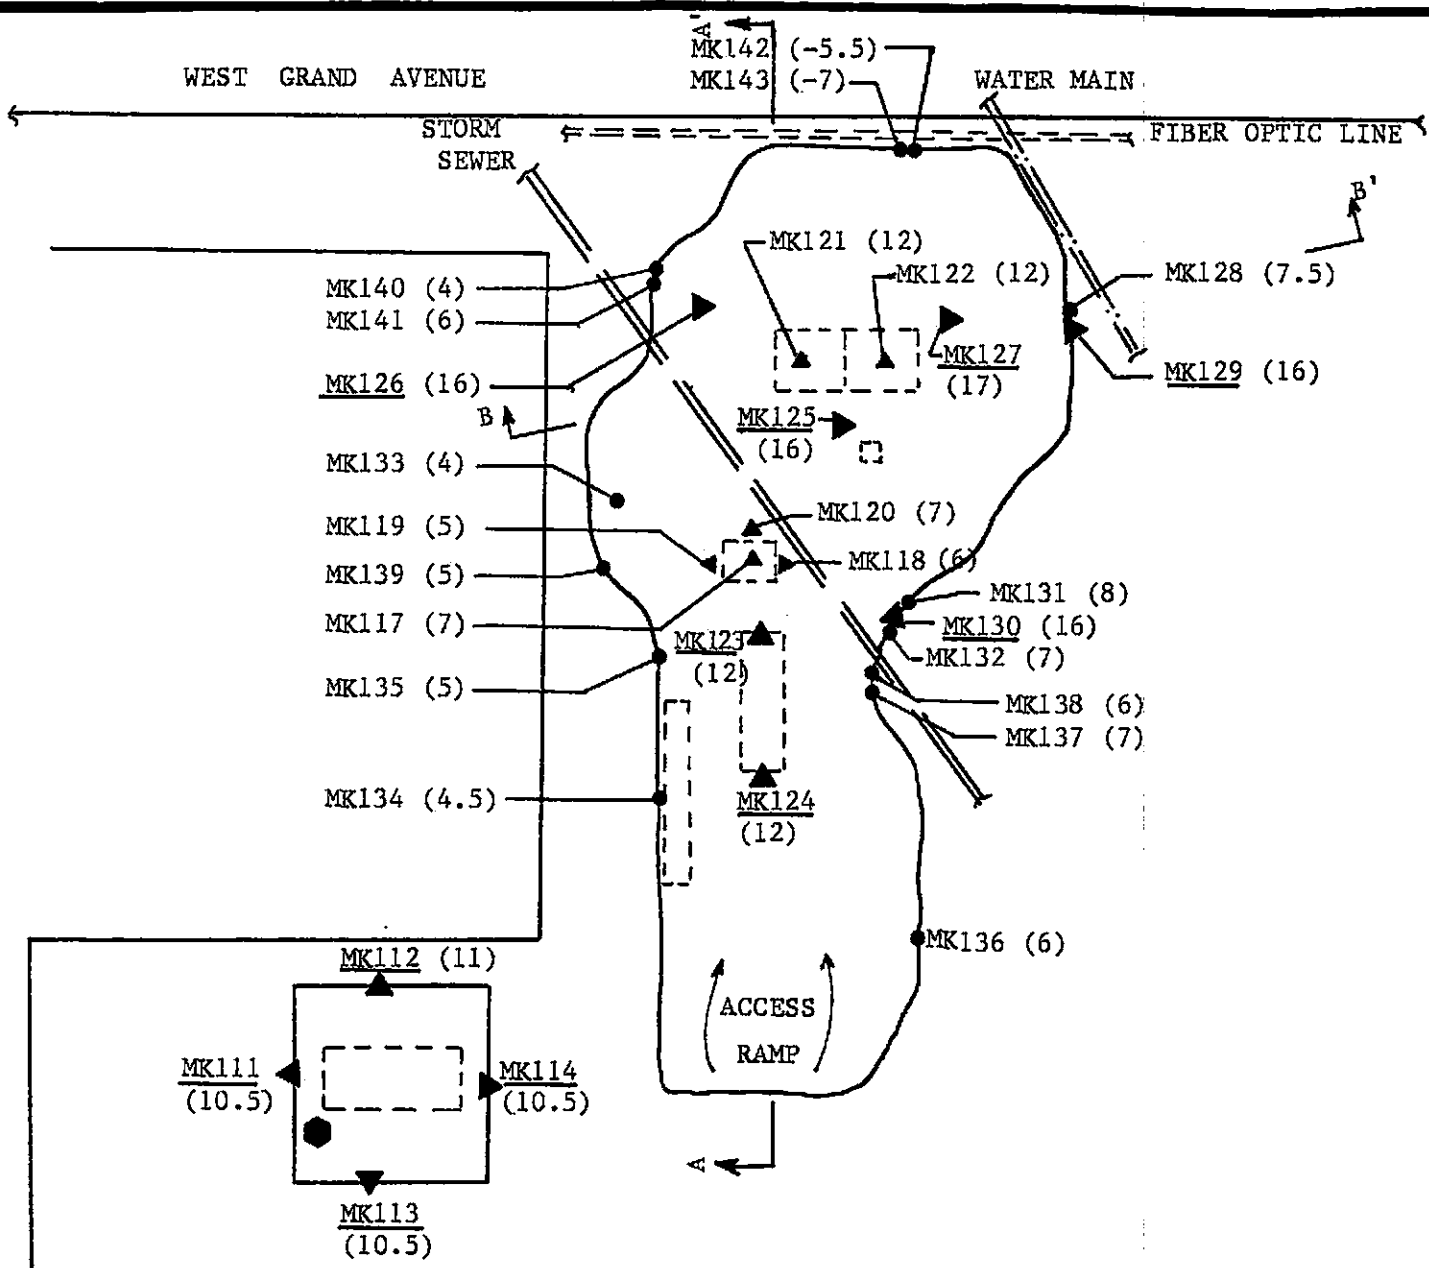 A'
MK142 (-5.5)
WEST GRAND AVENUE
MK143 (-7)
WATER MAIN
STORM
SEWER
FIBER OPTIC LINE
B'
MK121 (12)
MK122 (12)
MK128 (7.5)
MK140 (4)
MK141 (6)
MK127
(17)
MK129 (16)
MK126 (16)
B
MK125
(16)
MK133 (4)
MK120 (7)
MK119 (5)
MK118 (6)
MK139 (5)
MK131 (8)
MK117 (7)
MK130 (16)
MK123
(12)
MK132 (7)
MK135 (5)
MK138 (6)
MK137 (7)
MK134 (4.5)
MK124
(12)
MK136 (6)
MK112 (11)
ACCESS
RAMP
MK111
(10.5)
MK114
(10.5)
A
MK113
(10.5)